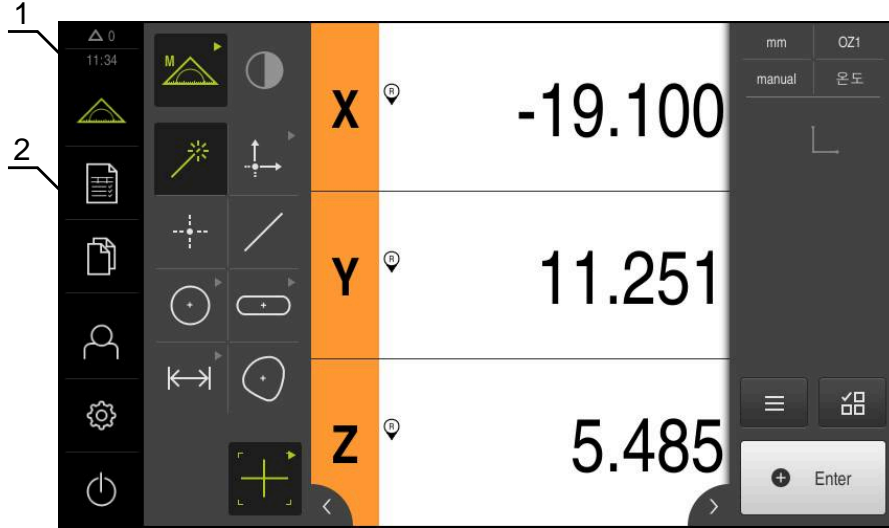 1
0
11:34
2
M
X
R
-19.100
Y
R
11.251
Z
R
5.485
mm
OZ1
manual
온도
Enter